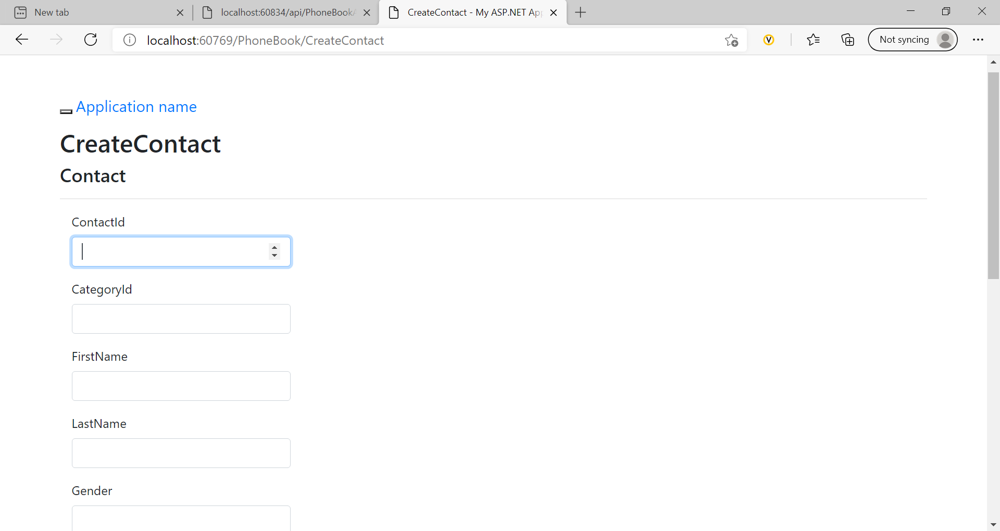 New tab
localhost:60834/api/PhoneBook
CreateContact - My ASP.NET Ap
localhost:60769/PhoneBook/CreateContact
V
Not syncing
Application name
CreateContact
Contact
ContactId
CategoryId
FirstName
LastName
Gender